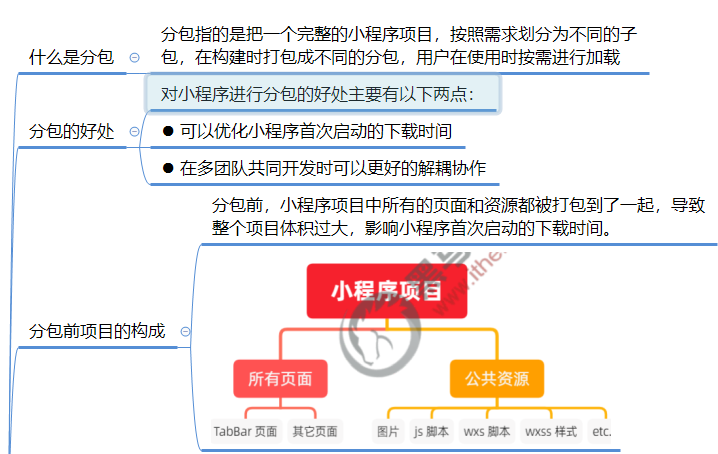 什么是分包
分包指的是把一个完整的小程序项目，按照需求划分为不同的子
包，在构建时打包成不同的分包，用户在使用时按需进行加载
分包的好处
对小程序进行分包的好处主要有以下两点：
● 可以优化小程序首次启动的下载时间
● 在多团队共同开发时可以更好的解耦协作
分包前项目的构成
分包前，小程序项目中所有的页面和资源都被打包到了一起，导致
整个项目体积过大，影响小程序首次启动的下载时间。
小程序项目
所有页面
公共资源
TabBar 页面
其它页面
图片
js 脚本
wxs 脚本
wxss 样式
etc.